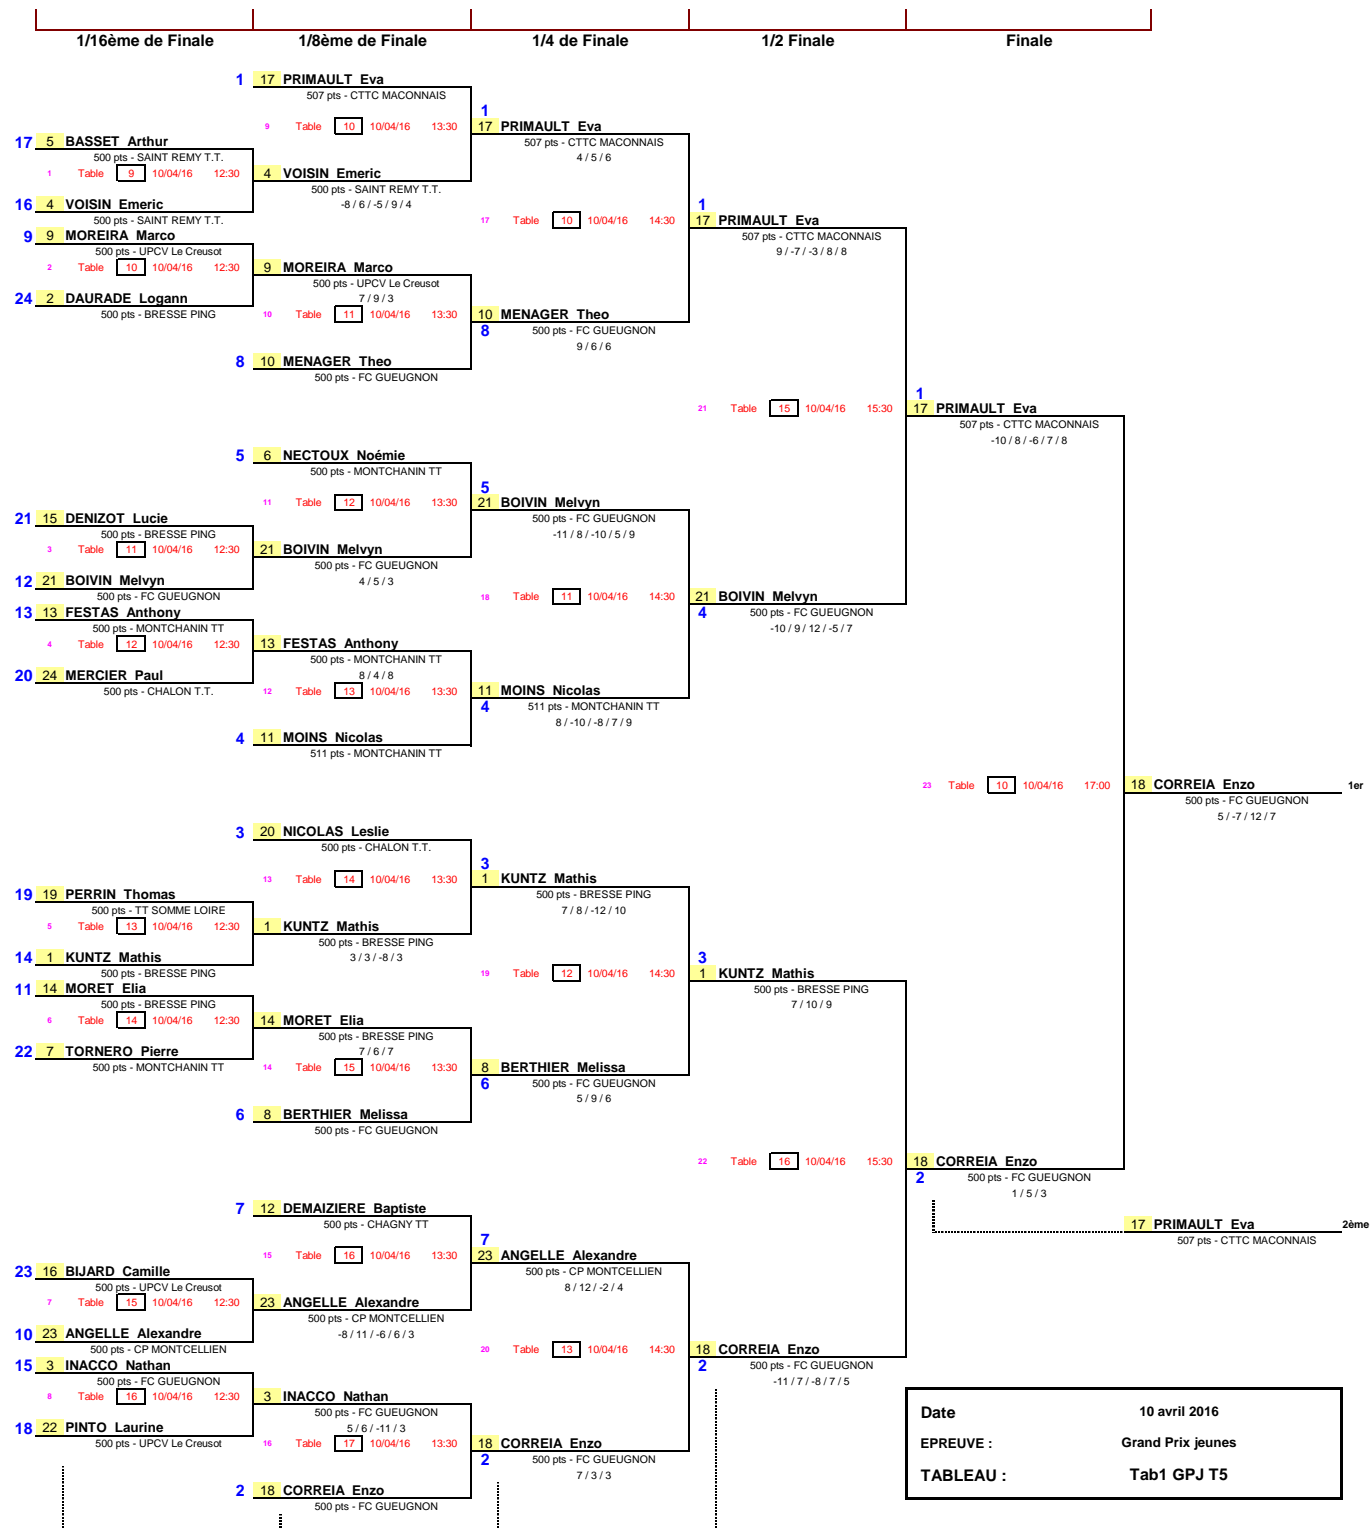 1/16ème de Finale 1/8ème de Finale 1/4 de Finale 1/2 Finale Finale
1 17 PRIMAULT Eva
507 pts - CTTC MACONNAIS
1
9 Table 10 10/04/16 13:30 17 PRIMAULT Eva
17 5 BASSET Arthur 507 pts - CTTC MACONNAIS
500 pts - SAINT REMY T.T. 4 / 5 / 6
1 Table 9 10/04/16 12:30 4 VOISIN Emeric
500 pts - SAINT REMY T.T.
16 4 VOISIN Emeric -8 / 6 / -5 / 9 / 4 1
500 pts - SAINT REMY T.T. 17 Table 10 10/04/16 14:30 17 PRIMAULT Eva
9 9 MOREIRA Marco 507 pts - CTTC MACONNAIS
500 pts - UPCV Le Creusot 9 / -7 / -3 / 8 / 8
2 Table 10 10/04/16 12:30 9 MOREIRA Marco
500 pts - UPCV Le Creusot
24 2 DAURADE Logann 7 / 9 / 3
500 pts - BRESSE PING 10 Table 11 10/04/16 13:30 10 MENAGER Theo
8 500 pts - FC GUEUGNON
9 / 6 / 6
8 10 MENAGER Theo
500 pts - FC GUEUGNON
1
21 Table 15 10/04/16 15:30 17 PRIMAULT Eva
507 pts - CTTC MACONNAIS
-10 / 8 / -6 / 7 / 8
5 6 NECTOUX Noémie
500 pts - MONTCHANIN TT
5
11 Table 12 10/04/16 13:30 21 BOIVIN Melvyn
21 15 DENIZOT Lucie 500 pts - FC GUEUGNON
500 pts - BRESSE PING -11 / 8 / -10 / 5 / 9
3 Table 11 10/04/16 12:30 21 BOIVIN Melvyn
500 pts - FC GUEUGNON
12 21 BOIVIN Melvyn 4 / 5 / 3
500 pts - FC GUEUGNON 18 Table 11 10/04/16 14:30 21 BOIVIN Melvyn
13 13 FESTAS Anthony 4 500 pts - FC GUEUGNON
500 pts - MONTCHANIN TT -10 / 9 / 12 / -5 / 7
4 Table 12 10/04/16 12:30 13 FESTAS Anthony
500 pts - MONTCHANIN TT
20 24 MERCIER Paul 8 / 4 / 8
500 pts - CHALON T.T. 12 Table 13 10/04/16 13:30 11 MOINS Nicolas
4 511 pts - MONTCHANIN TT
8 / -10 / -8 / 7 / 9
4 11 MOINS Nicolas
511 pts - MONTCHANIN TT
23 Table 10 10/04/16 17:00 18 CORREIA Enzo 1er
500 pts - FC GUEUGNON
5 / -7 / 12 / 7
3 20 NICOLAS Leslie
500 pts - CHALON T.T.
3
13 Table 14 10/04/16 13:30 1 KUNTZ Mathis
19 19 PERRIN Thomas 500 pts - BRESSE PING
500 pts - TT SOMME LOIRE 7 / 8 / -12 / 10
5 Table 13 10/04/16 12:30 1 KUNTZ Mathis
500 pts - BRESSE PING
14 1 KUNTZ Mathis 3 / 3 / -8 / 3 3
500 pts - BRESSE PING 19 Table 12 10/04/16 14:30 1 KUNTZ Mathis
11 14 MORET Elia 500 pts - BRESSE PING
500 pts - BRESSE PING 7 / 10 / 9
6 Table 14 10/04/16 12:30 14 MORET Elia
500 pts - BRESSE PING
22 7 TORNERO Pierre 7 / 6 / 7
500 pts - MONTCHANIN TT 14 Table 15 10/04/16 13:30 8 BERTHIER Melissa
6 500 pts - FC GUEUGNON
5 / 9 / 6
6 8 BERTHIER Melissa
500 pts - FC GUEUGNON
22 Table 16 10/04/16 15:30 18 CORREIA Enzo
2 500 pts - FC GUEUGNON
1 / 5 / 3
7 12 DEMAIZIERE Baptiste
500 pts - CHAGNY TT 17 PRIMAULT Eva 2ème
7 507 pts - CTTC MACONNAIS
15 Table 16 10/04/16 13:30 23 ANGELLE Alexandre
23 16 BIJARD Camille 500 pts - CP MONTCELLIEN
500 pts - UPCV Le Creusot 8 / 12 / -2 / 4
7 Table 15 10/04/16 12:30 23 ANGELLE Alexandre
500 pts - CP MONTCELLIEN
10 23 ANGELLE Alexandre -8 / 11 / -6 / 6 / 3
500 pts - CP MONTCELLIEN 20 Table 13 10/04/16 14:30 18 CORREIA Enzo
15 3 INACCO Nathan 2 500 pts - FC GUEUGNON
500 pts - FC GUEUGNON -11 / 7 / -8 / 7 / 5
8 Table 16 10/04/16 12:30 3 INACCO Nathan
500 pts - FC GUEUGNON Date 10 avril 2016
18 22 PINTO Laurine 5 / 6 / -11 / 3
500 pts - UPCV Le Creusot 16 Table 17 10/04/16 13:30 18 CORREIA Enzo EPREUVE : Grand Prix jeunes
2 500 pts - FC GUEUGNON
7 / 3 / 3 TABLEAU : Tab1 GPJ T5
2 18 CORREIA Enzo
500 pts - FC GUEUGNON